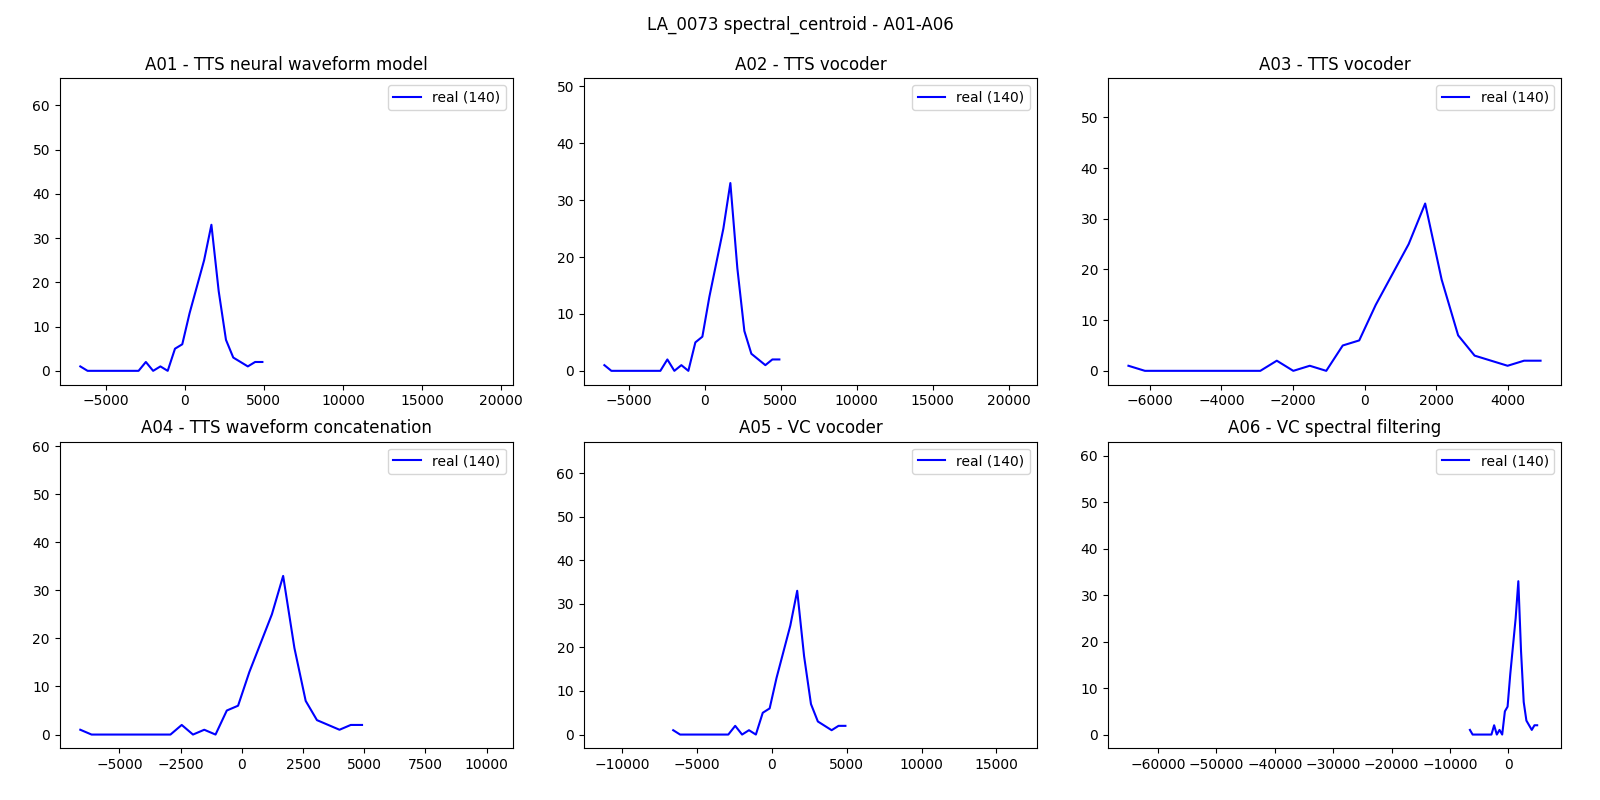 LA_0073 spectral_centroid - A01-A06
A01 - TTS neural waveform model
real (140)
60
50
40
30
20
10
0
−5000 0 5000 10000 15000 20000
A02 - TTS vocoder
real (140)
50
40
30
20
10
0
−5000 0 5000 10000 15000 20000
A03 - TTS vocoder
real (140)
50
40
30
20
10
0
−6000 −4000 −2000 0 2000 4000
A04 - TTS waveform concatenation
real (140)
60
50
40
30
20
10
0
−5000 −2500 0 2500 5000 7500 10000
A05 - VC vocoder
real (140)
60
50
40
30
20
10
0
−10000 −5000 0 5000 10000 15000
A06 - VC spectral filtering
real (140)
60
50
40
30
20
10
0
−60000 −50000 −40000 −30000 −20000 −10000 0